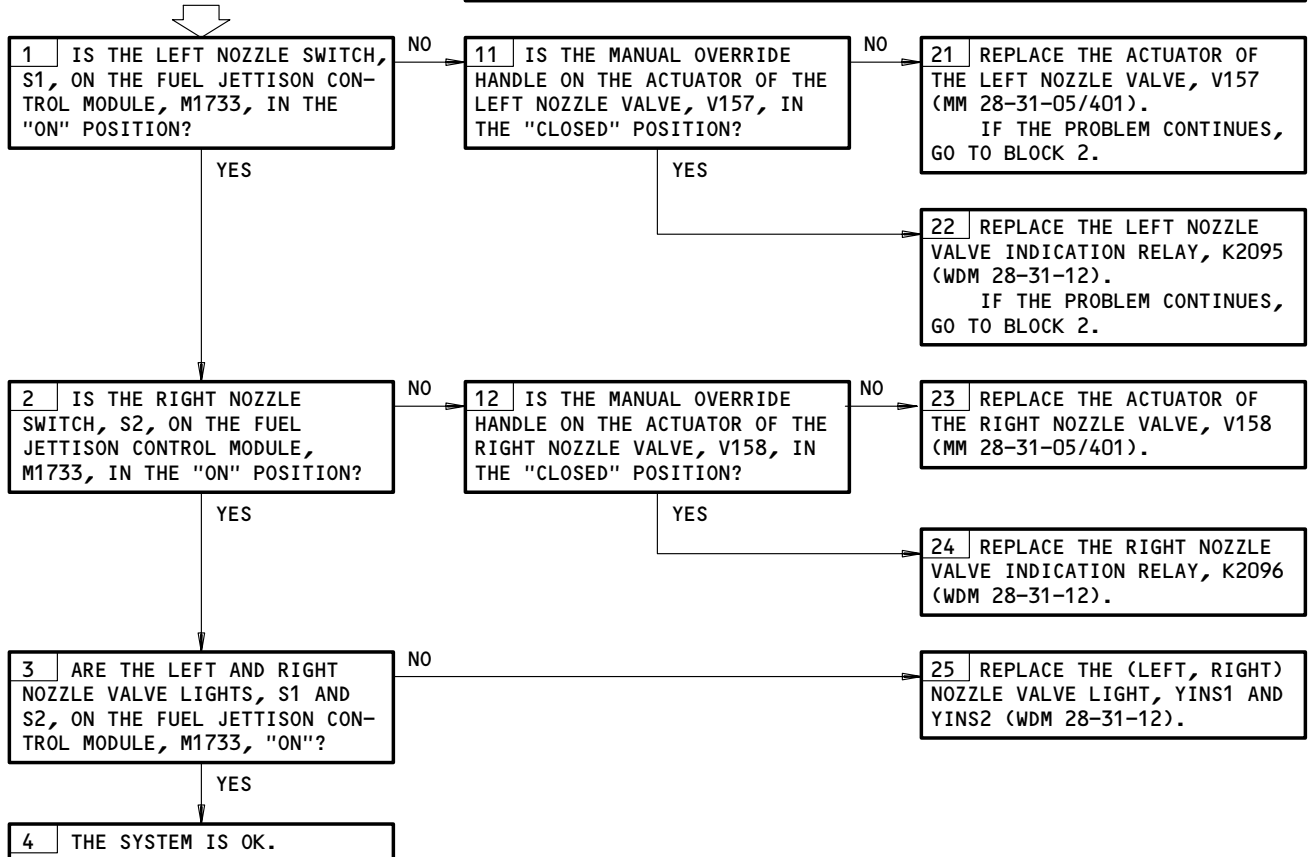 1 IS THE LEFT NOZZLE SWITCH,
S1, ON THE FUEL JETTISON CON-
TROL MODULE, M1733, IN THE
"ON" POSITION?
NO
YES
11 IS THE MANUAL OVERRIDE
HANDLE ON THE ACTUATOR OF THE
LEFT NOZZLE VALVE, V157, IN
THE "CLOSED" POSITION?
NO
YES
21 REPLACE THE ACTUATOR OF
THE LEFT NOZZLE VALVE, V157
(MM 28-31-05/401).
IF THE PROBLEM CONTINUES,
GO TO BLOCK 2.
22 REPLACE THE LEFT NOZZLE
VALVE INDICATION RELAY, K2095
(WDM 28-31-12).
IF THE PROBLEM CONTINUES,
GO TO BLOCK 2.
2 IS THE RIGHT NOZZLE
SWITCH, S2, ON THE FUEL
JETTISON CONTROL MODULE,
M1733, IN THE "ON" POSITION?
NO
YES
12 IS THE MANUAL OVERRIDE
HANDLE ON THE ACTUATOR OF THE
RIGHT NOZZLE VALVE, V158, IN
THE "CLOSED" POSITION?
NO
YES
23 REPLACE THE ACTUATOR OF
THE RIGHT NOZZLE VALVE, V158
(MM 28-31-05/401).
24 REPLACE THE RIGHT NOZZLE
VALVE INDICATION RELAY, K2096
(WDM 28-31-12).
3 ARE THE LEFT AND RIGHT
NOZZLE VALVE LIGHTS, S1 AND
S2, ON THE FUEL JETTISON CON-
TROL MODULE, M1733, "ON"?
NO
YES
25 REPLACE THE (LEFT, RIGHT)
NOZZLE VALVE LIGHT, YINS1 AND
YINS2 (WDM 28-31-12).
4 THE SYSTEM IS OK.